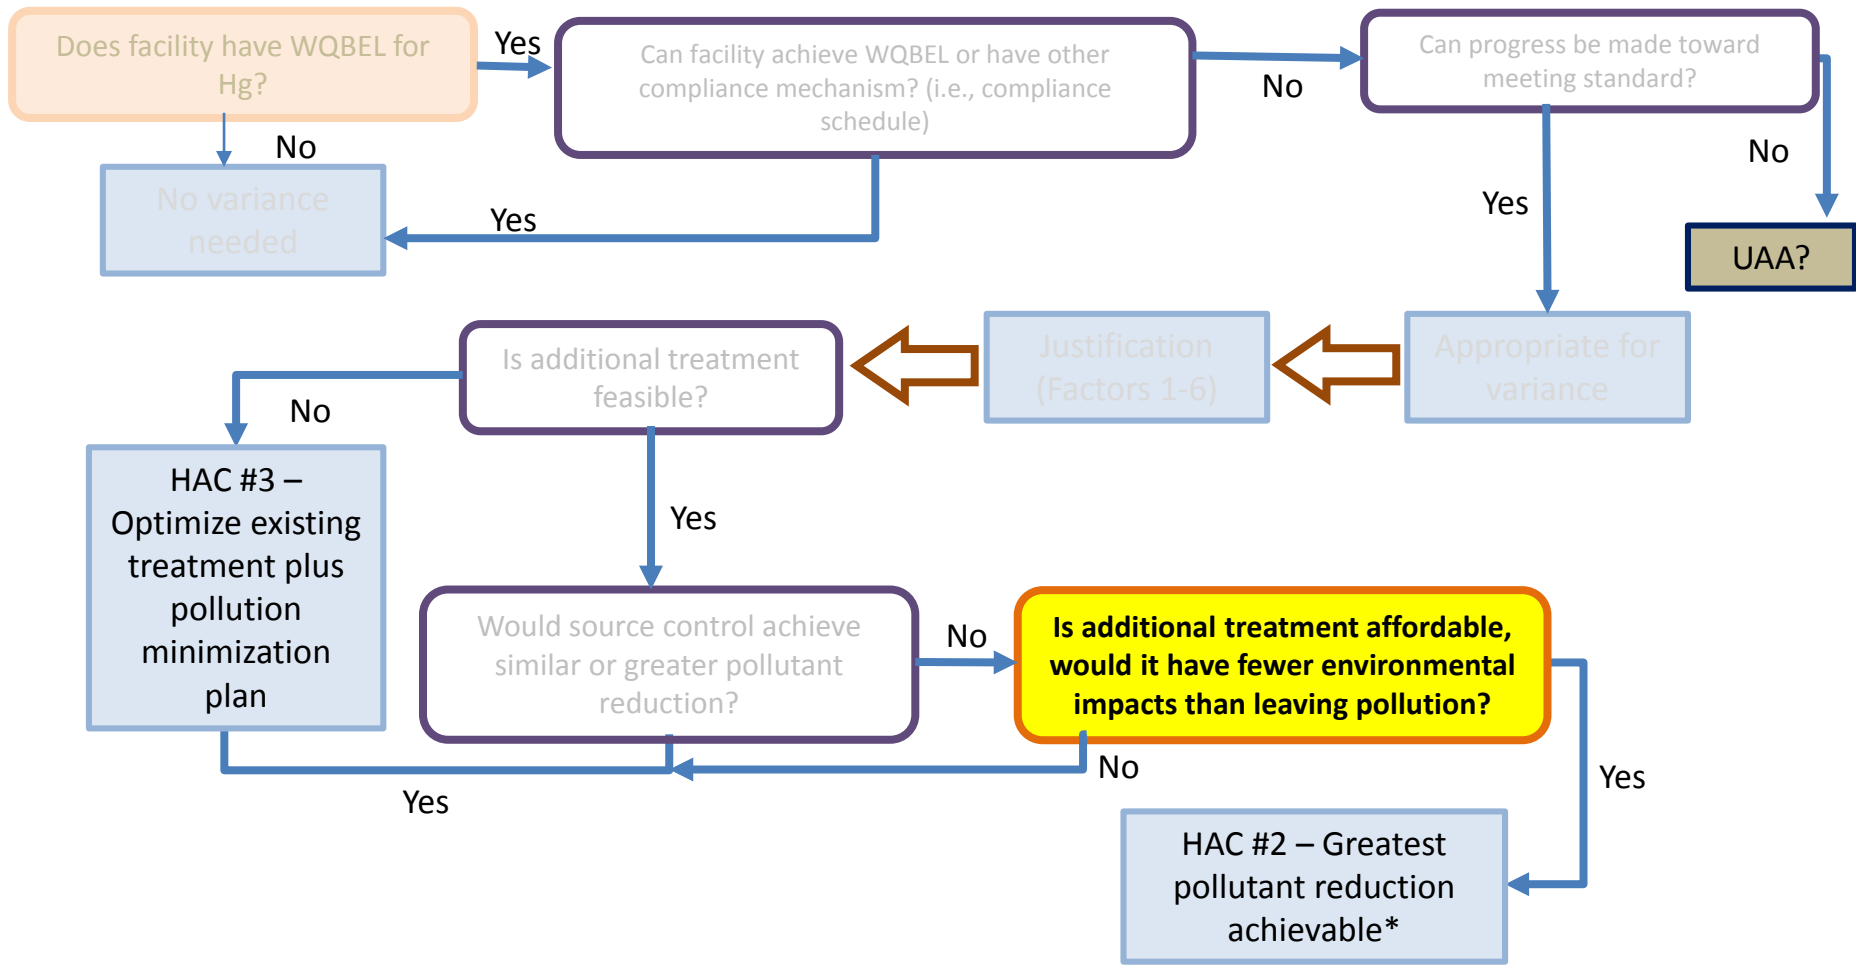 Does facility have WQBEL for
Hg?
Yes
Can facility achieve WQBEL or have other
compliance mechanism? (i.e., compliance
schedule)
No
Can progress be made toward
meeting standard?
No
No
Yes
Yes
No variance
needed
UAA?
Appropriate for
variance
Justification
(Factors 1-6)
Is additional treatment
feasible?
No
Yes
HAC #3 –
Optimize existing
treatment plus
pollution
minimization
plan
Would source control achieve
similar or greater pollutant
reduction?
No
Is additional treatment affordable,
would it have fewer environmental
impacts than leaving pollution?
Yes
No
Yes
HAC #2 – Greatest
pollutant reduction
achievable*